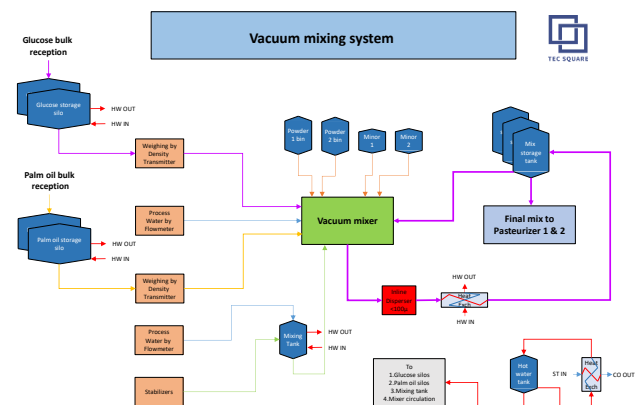 Vacuum mixing system
TEC SQUARE
Glucose bulk
reception
Glucose storage
silo
HW OUT
HW IN
Weighing by
Density
Transmitter
Powder
1 bin
Powder
2 bin
Minor
1
Minor
2
Mix
storage
tank
Palm oil bulk
reception
Process
Water by
Flowmeter
Vacuum mixer
Final mix to
Pasteurizer 1 & 2
Palm oil storage
silo
HW OUT
HW IN
Weighing by
Density
Transmitter
Inline
Disperser
<100µ
HW OUT
Heat
Exch
HW IN
Process
Water by
Flowmeter
Mixing
Tank
HW OUT
HW IN
Stabilizers
To
1.Glucose silos
2.Palm oil silos
3.Mixing tank
4.Mixer circulation
Hot
water
tank
ST IN
Heat
Exch
CO OUT